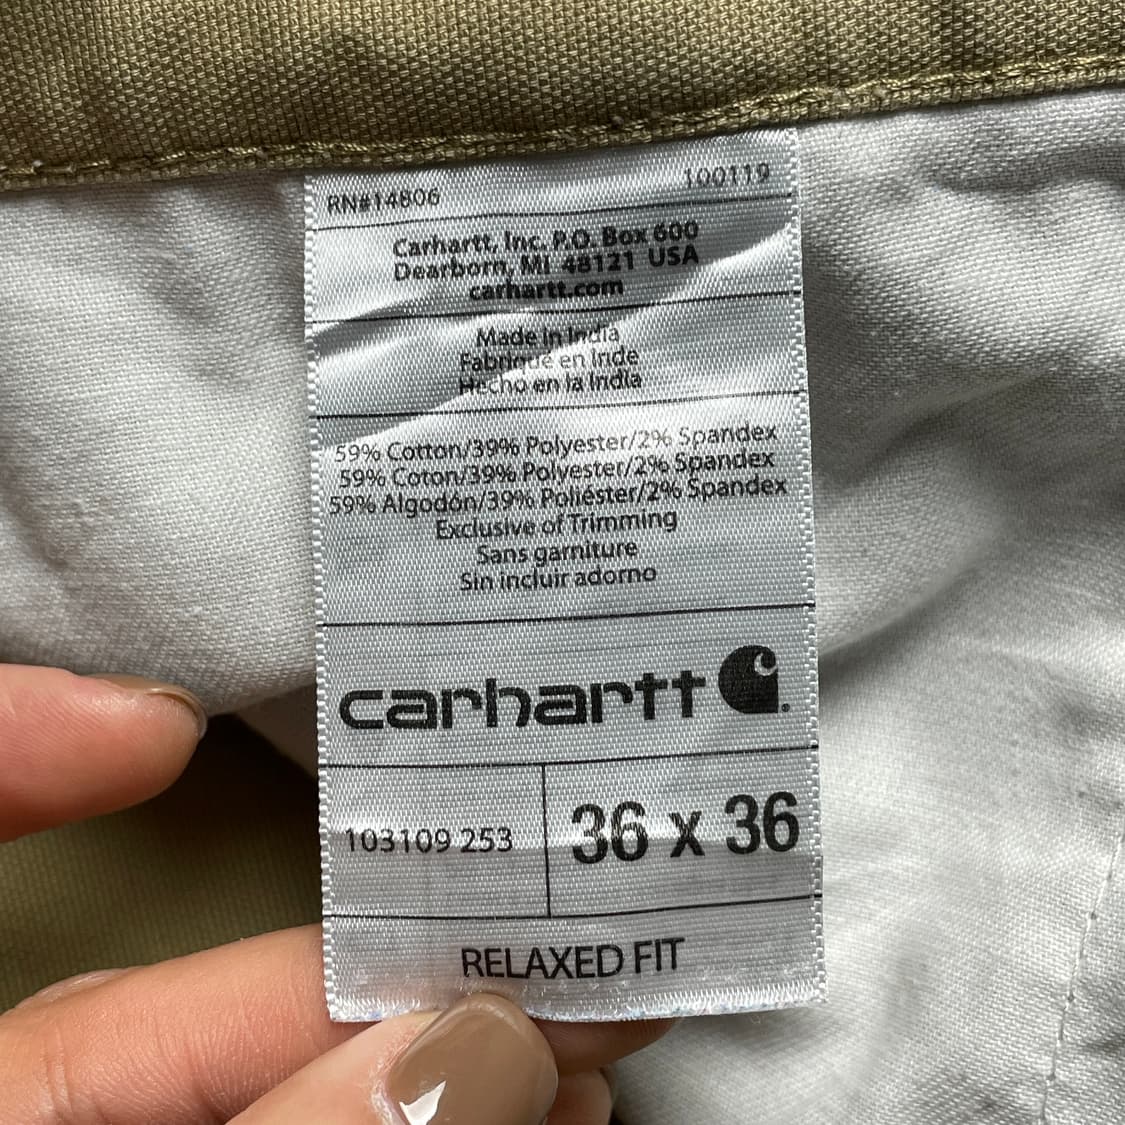 RN#14806 100119
Carhartt, Inc. P.O. Box 600
Dearborn, MI 48121 USA
carhartt.com
Made in India
Fabriqué en Inde
Hecho en la India
59% Cotton/39% Polyester/2% Spandex
59% Coton/39% Polyester/2% Spandex
59% Algodón/39% Poliéster/2% Spandex
Exclusive of Trimming
Sans garniture
Sin incluir adorno
carhartt
103109 253
36 x 36
RELAXED FIT